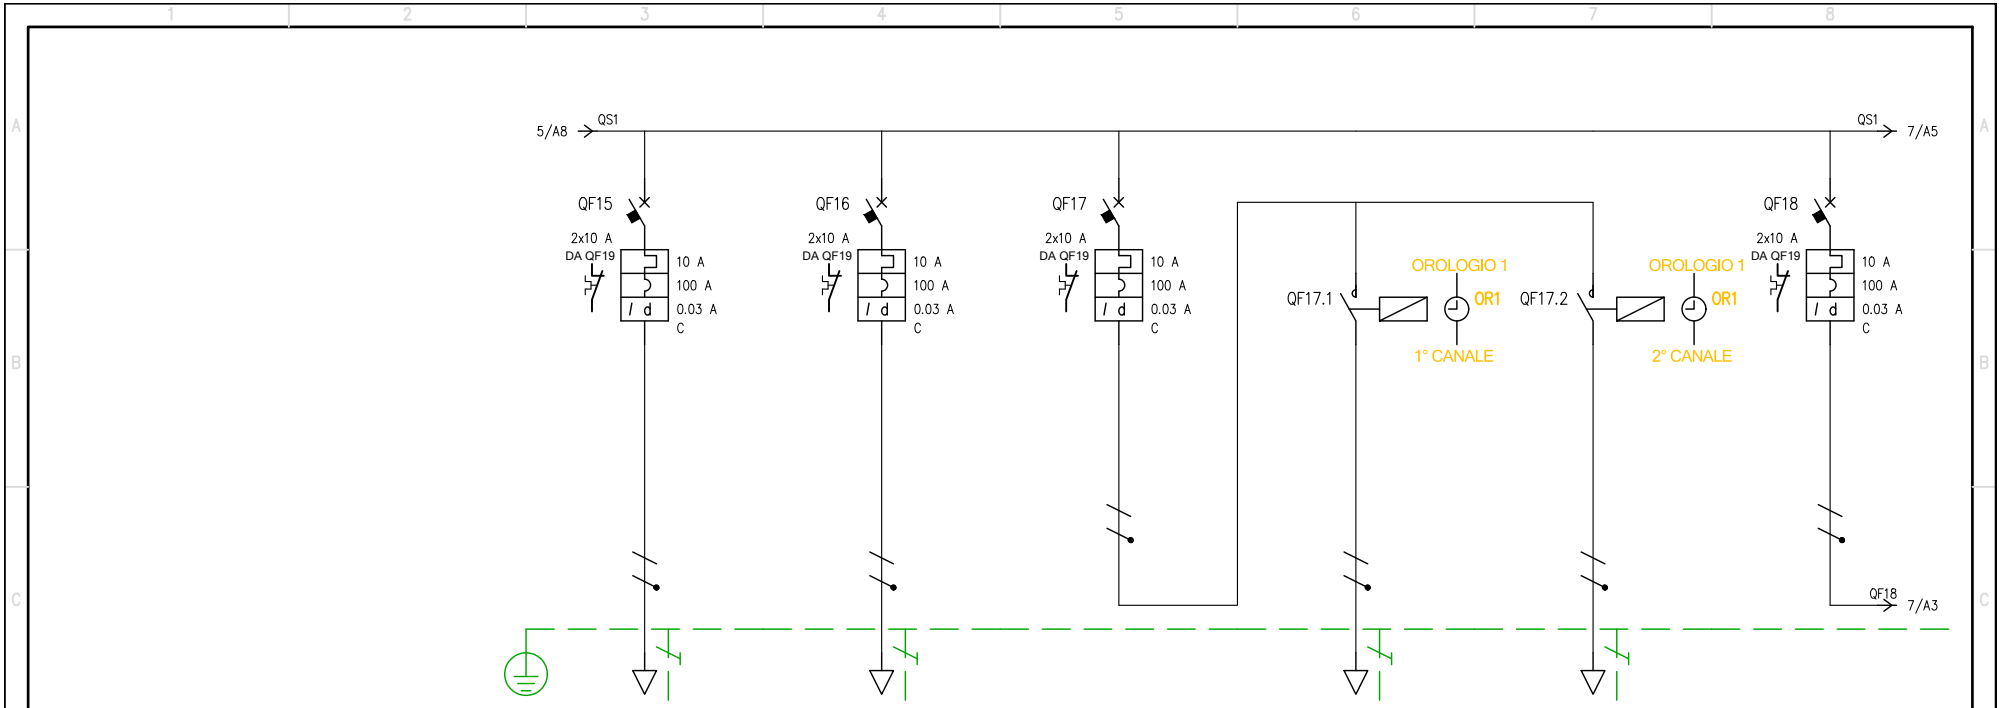 1 2 3 4 5 6 7 8
A A
5/A8 QS1 QS1 7/A5
QF15 QF16 QF17 QF18
2x10 A 2x10 A 2x10 A 2x10 A
DA QF19 DA QF19 DA QF19 DA QF19
10 A 10 A 10 A 10 A
OROLOGIO 1 OROLOGIO 1
100 A 100 A 100 A 100 A
QF17.1 OR1 QF17.2 OR1
I d 0.03 A I d 0.03 A I d 0.03 A I d 0.03 A
C C C C
1° CANALE 2° CANALE
B B
C C
QF18 7/A3